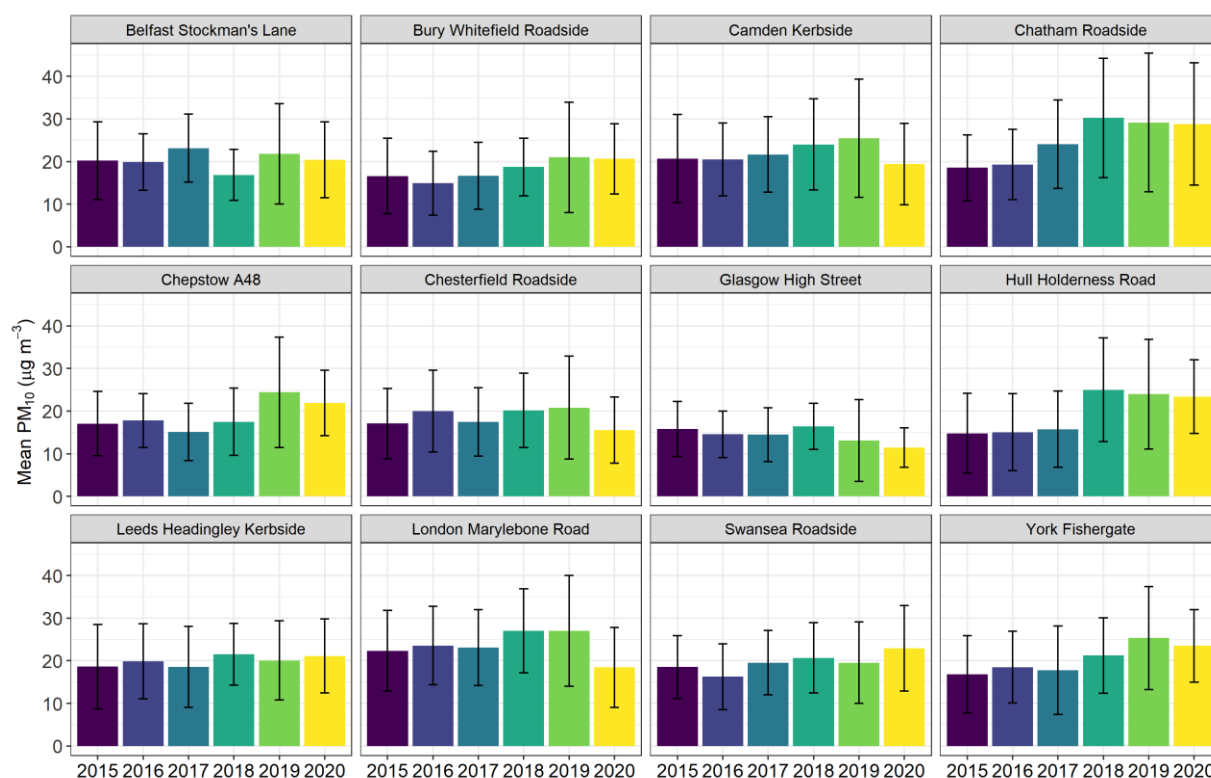 Belfast Stockman's Lane
Bury Whitefield Roadside
Camden Kerbside
Chatham Roadside
40
30
20
10
0
Chepstow A48
Chesterfield Roadside
Glasgow High Street
Hull Holderness Road
Mean PM₁₀ (µg m⁻³)
40
30
20
10
0
Leeds Headingley Kerbside
London Marylebone Road
Swansea Roadside
York Fishergate
40
30
20
10
0
2015 2016 2017 2018 2019 2020
2015 2016 2017 2018 2019 2020
2015 2016 2017 2018 2019 2020
2015 2016 2017 2018 2019 2020